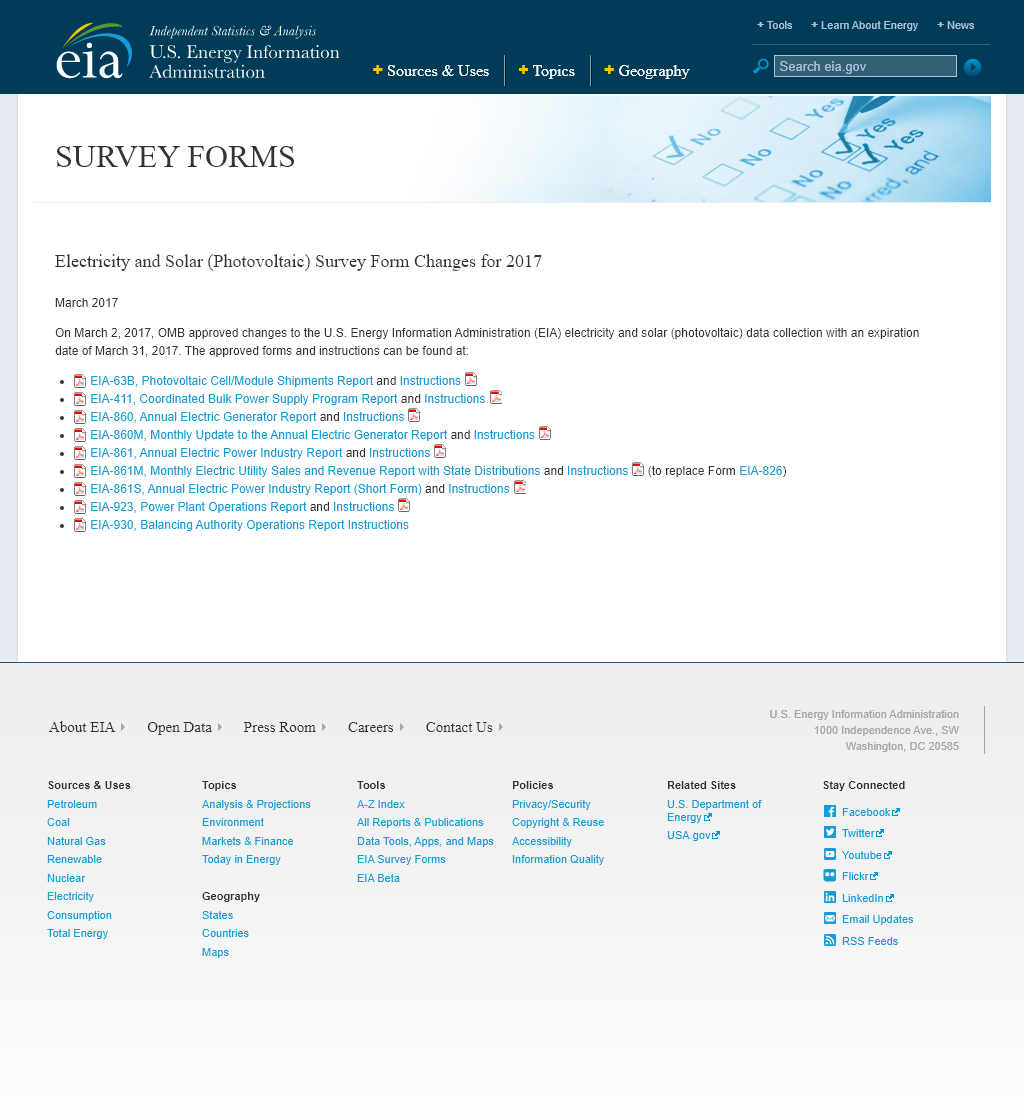 + Tools + Learn About Energy + News
Independent Statistics & Analysis
eia U.S. Energy Information
Administration
+ Sources & Uses + Topics + Geography
Search eia.gov
SURVEY FORMS
No
Yes
No
Yes
No
No
rred, and
Electricity and Solar (Photovoltaic) Survey Form Changes for 2017
March 2017
On March 2, 2017, OMB approved changes to the U.S. Energy Information Administration (EIA) electricity and solar (photovoltaic) data collection with an expiration
date of March 31, 2017. The approved forms and instructions can be found at:
• EIA-63B, Photovoltaic Cell/Module Shipments Report and Instructions
• EIA-411, Coordinated Bulk Power Supply Program Report and Instructions
• EIA-860, Annual Electric Generator Report and Instructions
• EIA-860M, Monthly Update to the Annual Electric Generator Report and Instructions
• EIA-861, Annual Electric Power Industry Report and Instructions
• EIA-861M, Monthly Electric Utility Sales and Revenue Report with State Distributions and Instructions (to replace Form EIA-826)
• EIA-861S, Annual Electric Power Industry Report (Short Form) and Instructions
• EIA-923, Power Plant Operations Report and Instructions
• EIA-930, Balancing Authority Operations Report Instructions
About EIA Open Data Press Room Careers Contact Us
U.S. Energy Information Administration
1000 Independence Ave., SW
Washington, DC 20585
Sources & Uses
Petroleum
Coal
Natural Gas
Renewable
Nuclear
Electricity
Consumption
Total Energy
Topics
Analysis & Projections
Environment
Markets & Finance
Today in Energy
Geography
States
Countries
Maps
Tools
A-Z Index
All Reports & Publications
Data Tools, Apps, and Maps
EIA Survey Forms
EIA Beta
Policies
Privacy/Security
Copyright & Reuse
Accessibility
Information Quality
Related Sites
U.S. Department of
Energy
USA.gov
Stay Connected
Facebook
Twitter
Youtube
Flickr
LinkedIn
Email Updates
RSS Feeds